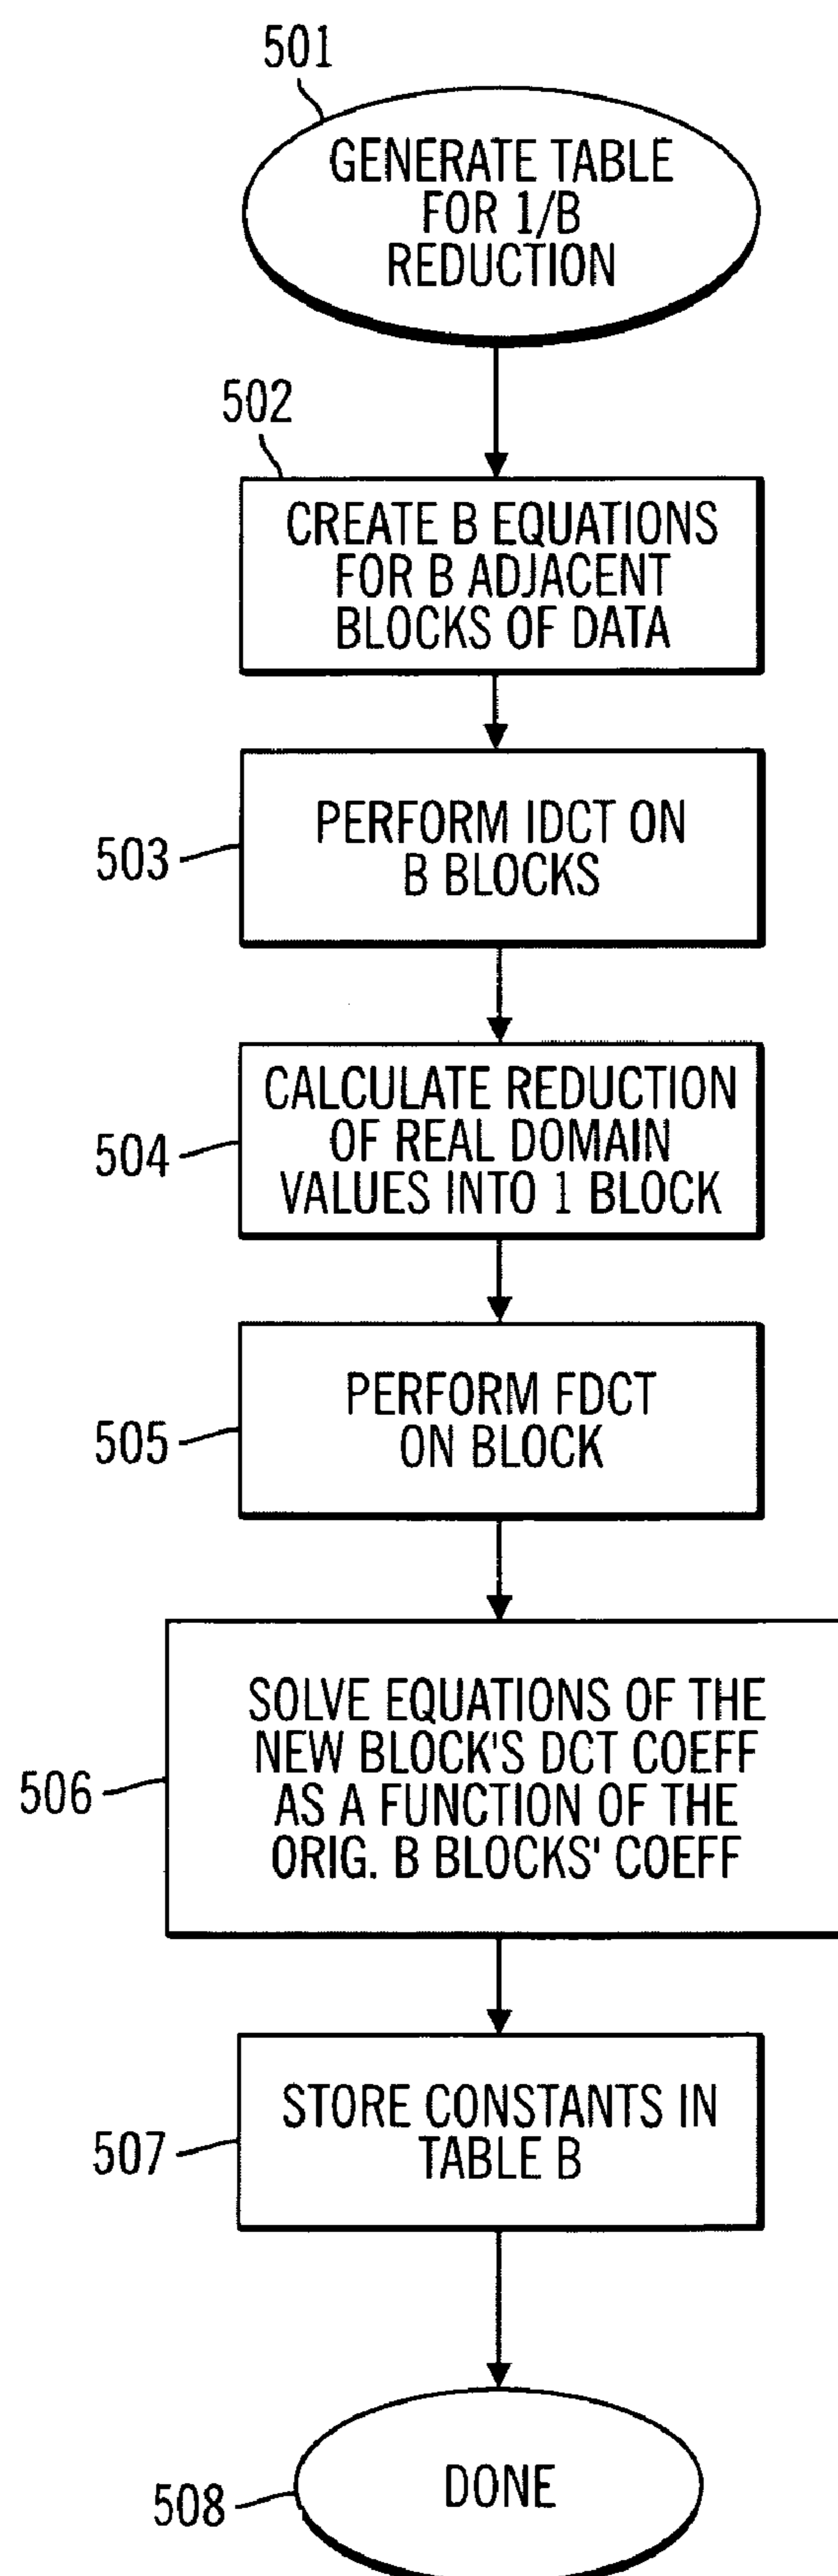 501
GENERATE TABLE
FOR 1/B
REDUCTION
502
CREATE B EQUATIONS
FOR B ADJACENT
BLOCKS OF DATA
503
PERFORM IDCT ON
B BLOCKS
504
CALCULATE REDUCTION
OF REAL DOMAIN
VALUES INTO 1 BLOCK
505
PERFORM FDCT
ON BLOCK
506
SOLVE EQUATIONS OF THE
NEW BLOCK'S DCT COEFF
AS A FUNCTION OF THE
ORIG. B BLOCKS' COEFF
507
STORE CONSTANTS IN
TABLE B
508
DONE